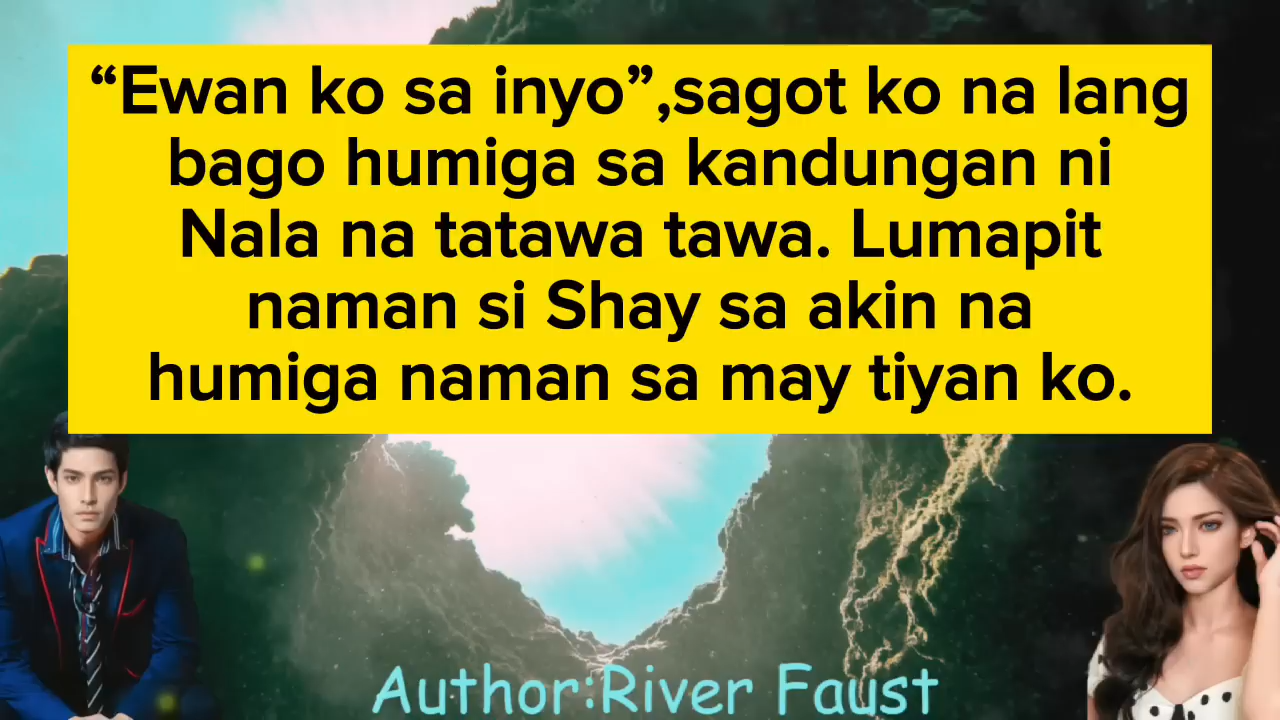 “Ewan ko sa inyo”,sagot ko na lang
bago humiga sa kandungan ni
Nala na tatawa tawa. Lumapit
naman si Shay sa akin na
humiga naman sa may tiyan ko.
Author:River Faust